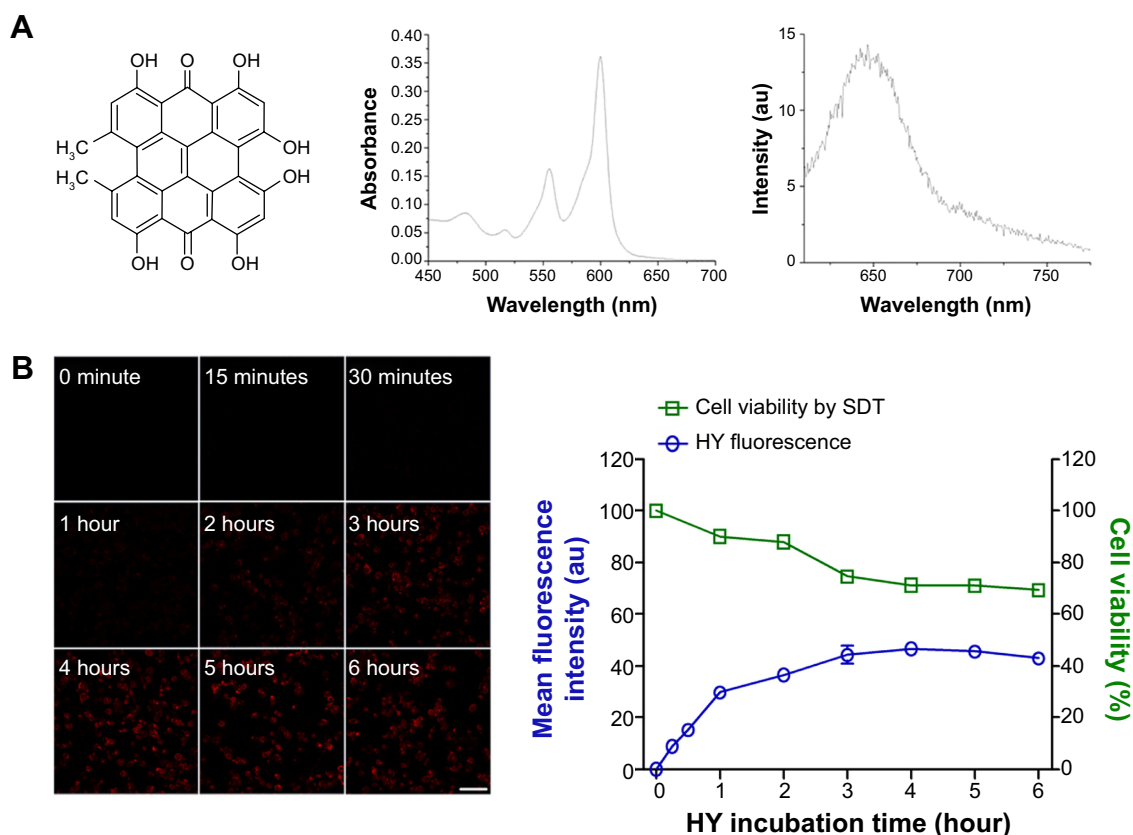 A
OH
O
OH
H₃C
OH
H₃C
OH
OH
O
OH
Absorbance
0.40
0.35
0.30
0.25
0.20
0.15
0.10
0.05
0.00
450 500 550 600 650 700
Wavelength (nm)
Intensity (au)
15
10
5
0
650 700 750
Wavelength (nm)
B
0 minute
15 minutes
30 minutes
1 hour
2 hours
3 hours
4 hours
5 hours
6 hours
Cell viability by SDT
HY fluorescence
Mean fluorescence
intensity (au)
120
100
80
60
40
20
0
120
100
80
60
40
20
0
Cell viability (%)
0 1 2 3 4 5 6
HY incubation time (hour)